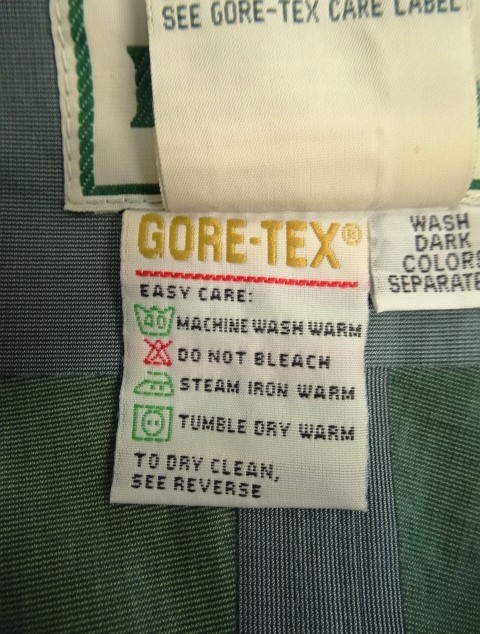 SEE GORE-TEX CARE LABEL
GORE-TEX®
EASY CARE:
40 MACHINE WASH WARM
DO NOT BLEACH
STEAM IRON WARM
TUMBLE DRY WARM
TO DRY CLEAN,
SEE REVERSE
WASH
DARK
COLORS
SEPARATE